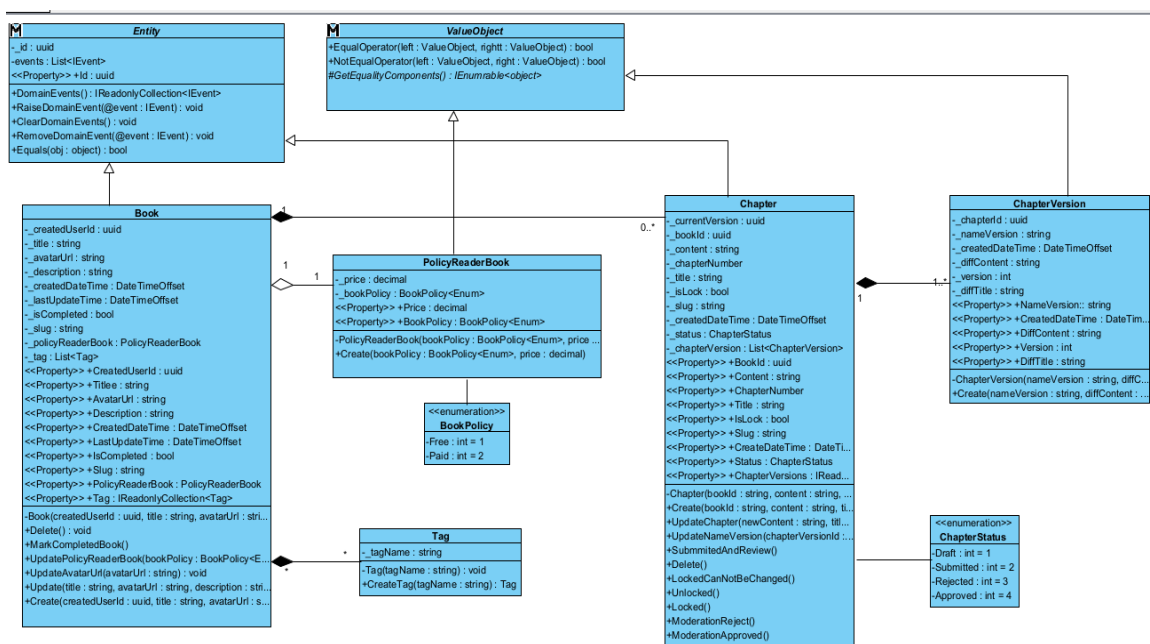 Entity
-_id : uuid
-events : List<IEvent>
<<Property>> +Id : uuid
+DomainEvents() : IReadonlyCollection<IEvent>
+RaiseDomainEvent(@event : IEvent) : void
+ClearDomainEvents() : void
+RemoveDomainEvent(@event : IEvent) : void
+Equals(obj : object) : bool
ValueObject
+EqualOperator(left : ValueObject, rightt : ValueObject) : bool
+NotEqualOperator(left : ValueObject, right : ValueObject) : bool
#GetEqualityComponents() : IEnumrable<object>
Book
-_createdUserId : uuid
-_title : string
-_avatarUrl : string
-_description : string
-_createdDateTime : DateTimeOffset
-_lastUpdateTime : DateTimeOffset
-_isCompleted : bool
-_slug : string
-_policyReaderBook : PolicyReaderBook
-_tag : List<Tag>
<<Property>> +CreatedUserId : uuid
<<Property>> +Titlee : string
<<Property>> +AvatarUrl : string
<<Property>> +Description : string
<<Property>> +CreatedDateTime : DateTimeOffset
<<Property>> +LastUpdateTime : DateTimeOffset
<<Property>> +IsCompleted : bool
<<Property>> +Slug : string
<<Property>> +PolicyReaderBook : PolicyReaderBook
<<Property>> +Tag : IReadonlyCollection<Tag>
-Book(createdUserId : uuid, title : string, avatarUrl : stri...
+Delete() : void
+MarkCompletedBook()
+UpdatePolicyReaderBook(bookPolicy : BookPolicy<E...
+UpdateAvatarUrl(avatarUrl : string) : void
+Update(title : string, avatarUrl : string, description : stri...
+Create(createdUserId : uuid, title : string, avatarUrl : s...
1
0..*
1
1
*
*
PolicyReaderBook
-_price : decimal
-_bookPolicy : BookPolicy<Enum>
<<Property>> +Price : decimal
<<Property>> +BookPolicy : BookPolicy<Enum>
-PolicyReaderBook(bookPolicy : BookPolicy<Enum>, price ...
+Create(bookPolicy : BookPolicy<Enum>, price : decimal)
<<enumeration>>
BookPolicy
-Free : int = 1
-Paid : int = 2
Tag
-_tagName : string
-Tag(tagName : string) : void
+CreateTag(tagName : string) : Tag
Chapter
-_currentVersion : uuid
-_bookId : uuid
-_content : string
-_chapterNumber
-_title : string
-_isLock : bool
-_slug : string
-_createdDateTime : DateTimeOffset
-_status : ChapterStatus
-_chapterVersion : List<ChapterVersion>
<<Property>> +BookId : uuid
<<Property>> +Content : string
<<Property>> +ChapterNumber
<<Property>> +Title : string
<<Property>> +IsLock : bool
<<Property>> +Slug : string
<<Property>> +CreateDateTime : DateTi...
<<Property>> +Status : ChapterStatus
<<Property>> +ChapterVersions : IRead...
-Chapter(bookId : string, content : string, ...
+Create(bookId : string, content : string, ti...
+UpdateChapter(newContent : string, titl...
+UpdateNameVersion(chapterVersionId :...
+SubmmitedAndReview()
+Delete()
+LockedCanNotBeChanged()
+Unlocked()
+Locked()
+ModerationReject()
+ModerationApproved()
1
1..*
ChapterVersion
-_chapterId : uuid
-_nameVersion : string
-_createdDateTime : DateTimeOffset
-_diffContent : string
-_version : int
-_diffTitle : string
<<Property>> +NameVersion:: string
<<Property>> +CreatedDateTime : DateTim...
<<Property>> +DiffContent : string
<<Property>> +Version : int
<<Property>> +DiffTitle : string
-ChapterVersion(nameVersion : string, diffC...
+Create(nameVersion : string, diffContent : ...
<<enumeration>>
ChapterStatus
-Draft : int = 1
-Submitted : int = 2
-Rejected : int = 3
-Approved : int = 4